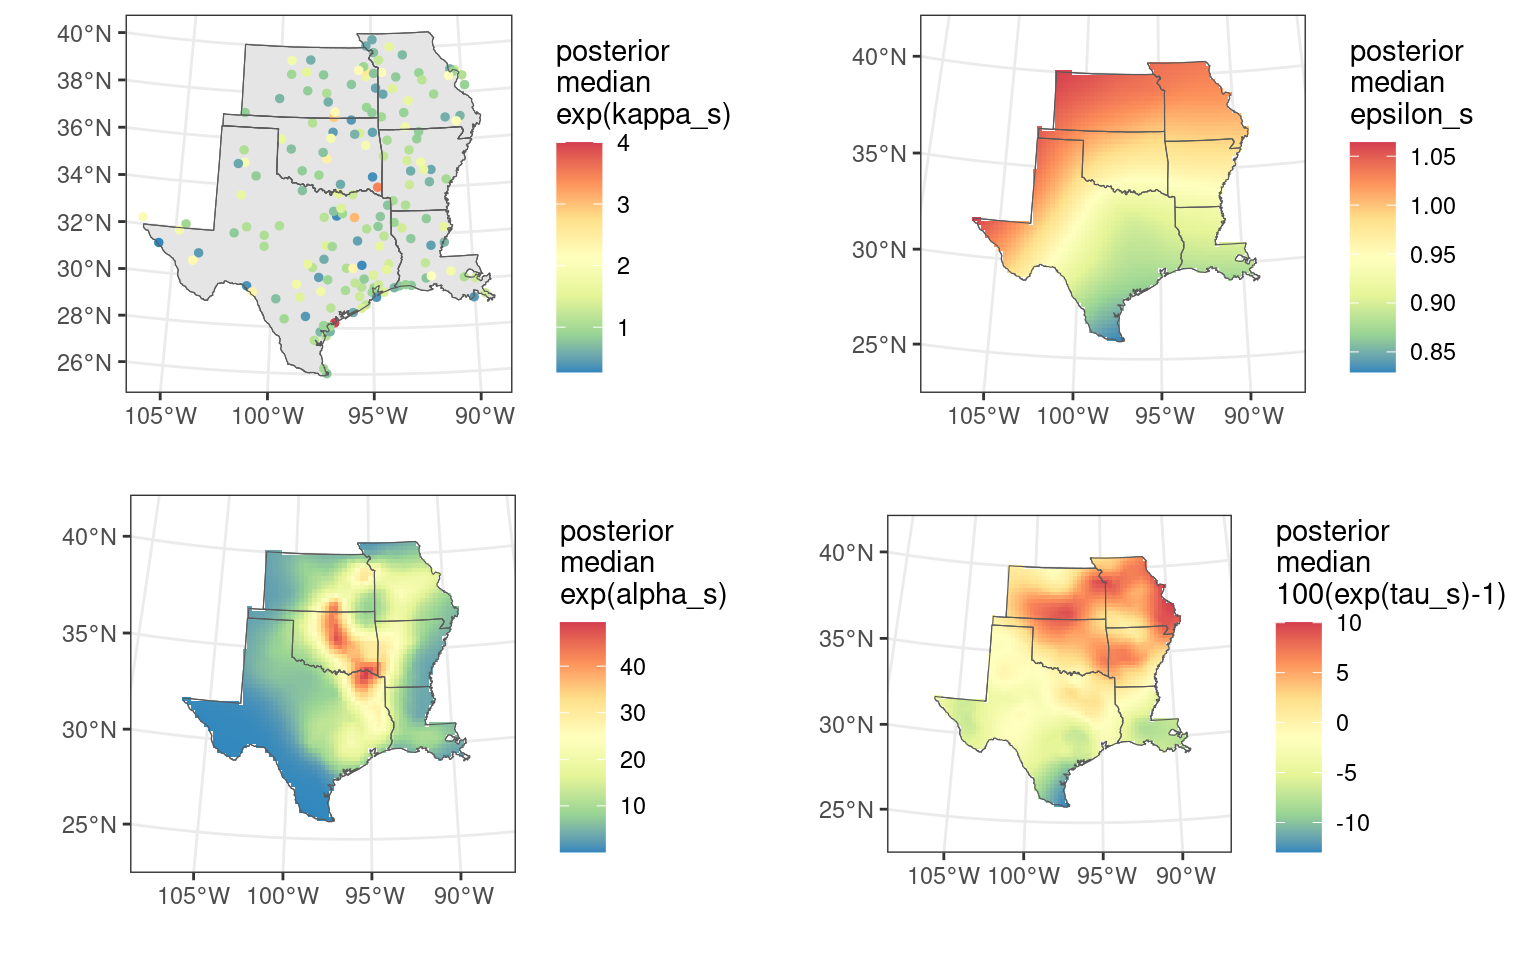 40°N
38°N
36°N
34°N
32°N
30°N
28°N
26°N
105°W 100°W 95°W 90°W
posterior
median
exp(kappa_s)
4
3
2
1
40°N
35°N
30°N
25°N
105°W 100°W 95°W 90°W
posterior
median
epsilon_s
1.05
1.00
0.95
0.90
0.85
40°N
35°N
30°N
25°N
105°W 100°W 95°W 90°W
posterior
median
exp(alpha_s)
40
30
20
10
40°N
35°N
30°N
25°N
105°W 100°W 95°W 90°W
posterior
median
100(exp(tau_s)-1)
10
5
0
-5
-10